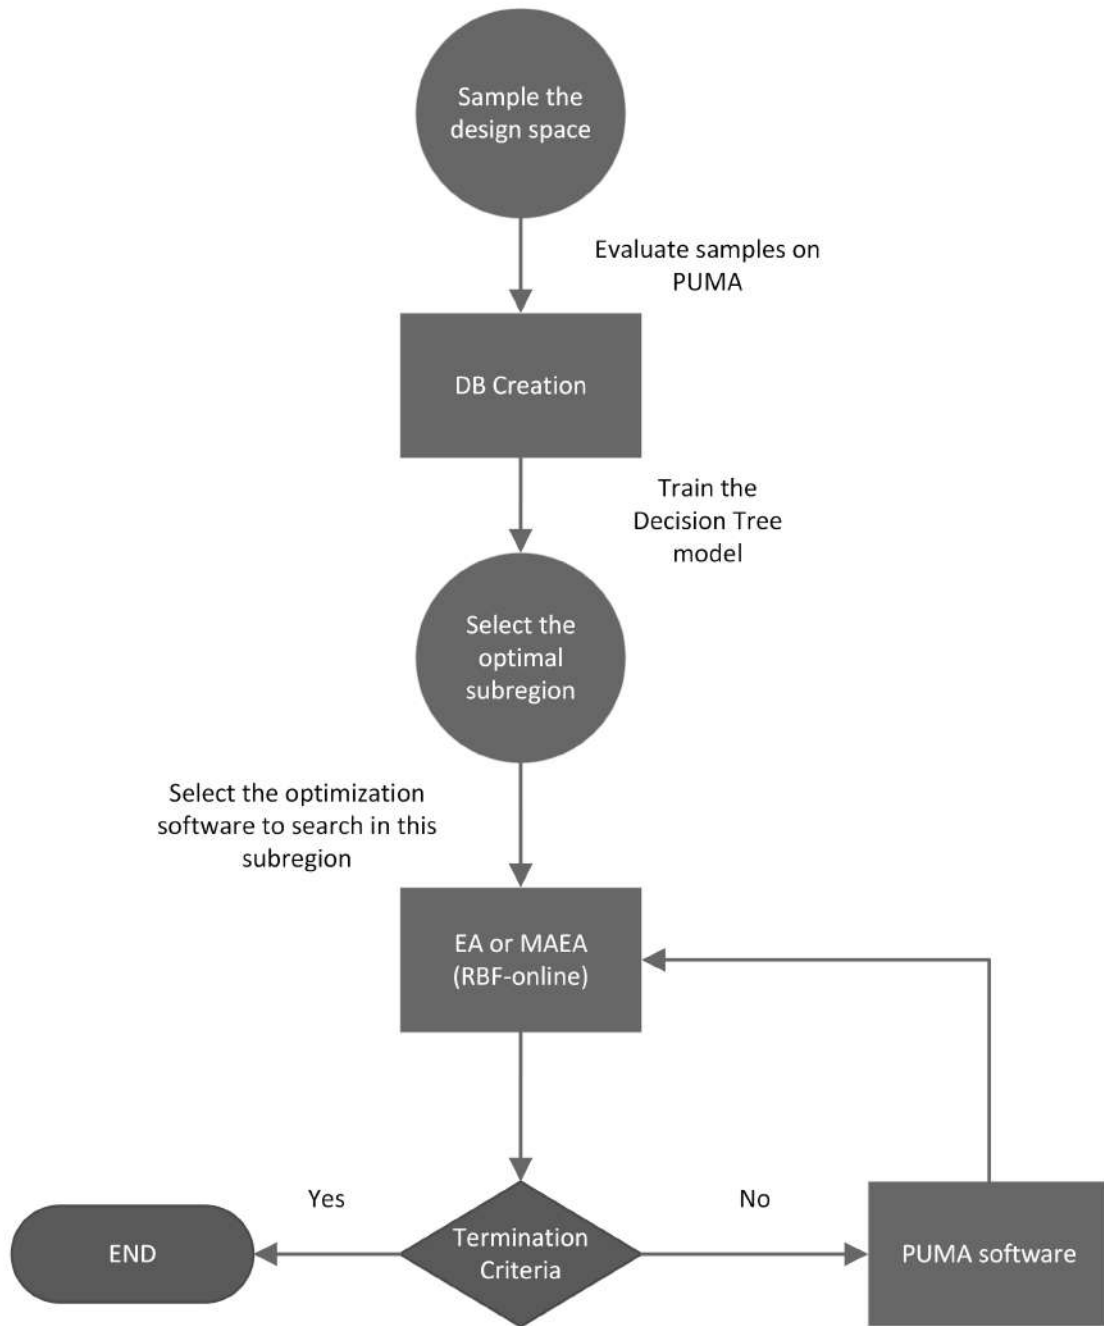 Sample the
design space
Evaluate samples on
PUMA
DB Creation
Train the
Decision Tree
model
Select the
optimal
subregion
Select the optimization
software to search in this
subregion
EA or MAEA
(RBF-online)
Yes
No
END
Termination
Criteria
PUMA software